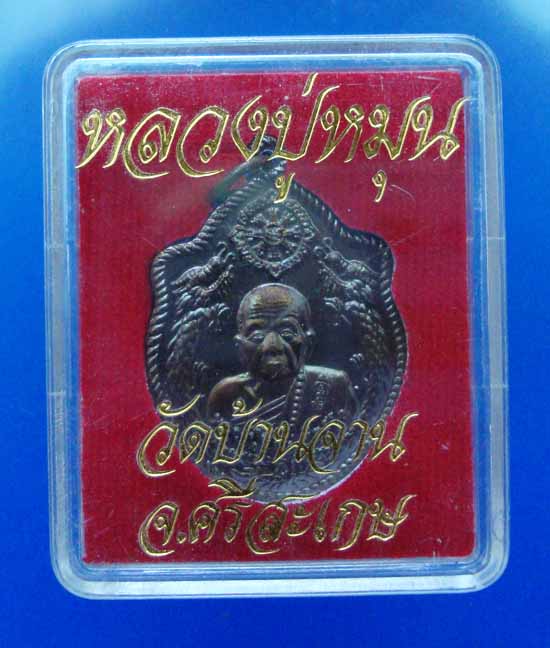 หลวงปู่หมุน
วัดบ้านจาน
จ.ศรีสะเกษ